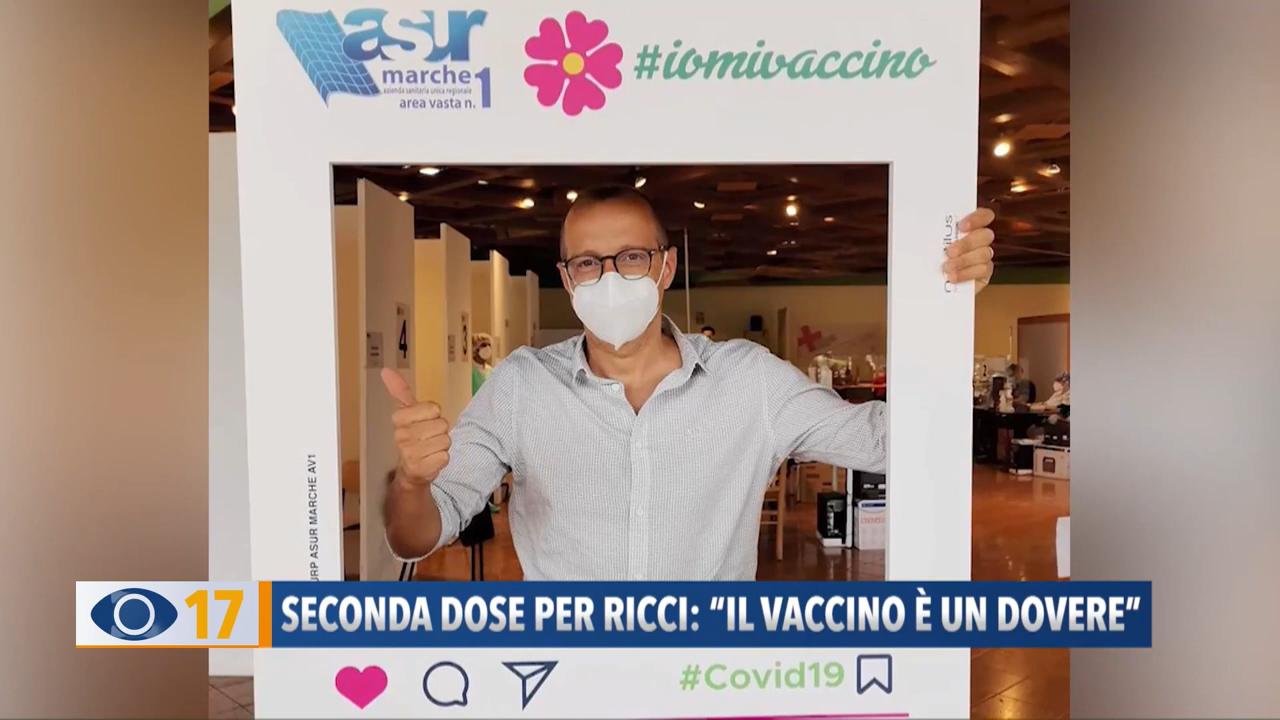 asur
marche 1
azienda sanitaria unica regionale
area vasta n.
#iomivaccino
4
3
URP ASUR MARCHE AV1
17
SECONDA DOSE PER RICCI: “IL VACCINO È UN DOVERE”
#Covid19